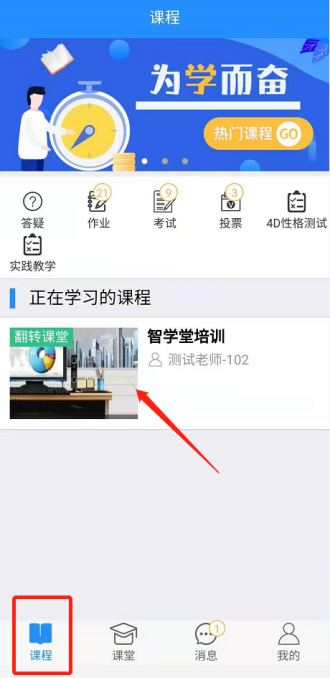 课程
为学而奋
热门课程 GO
21
9
3
答疑
作业
考试
投票
4D性格测试
实践教学
正在学习的课程
翻转课堂
智学堂培训
测试老师-102
1
课程
课堂
消息
我的